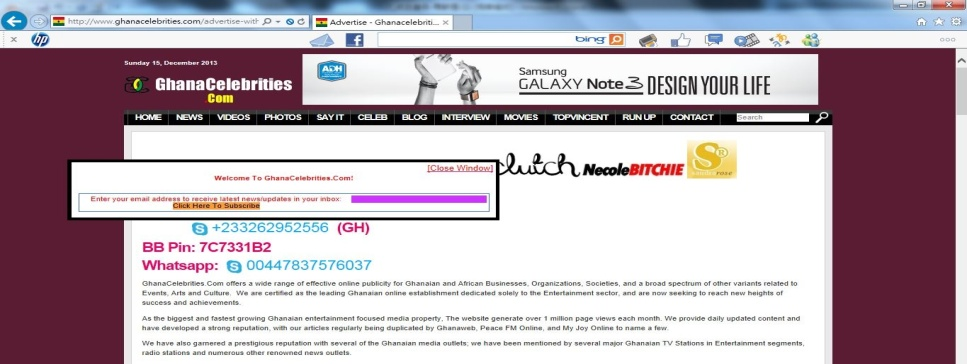 http://www.ghanacelebrities.com/advertise-with
Advertise - Ghanacelebriti...
hp
bing
Sunday 15, December 2013
GhanaCelebrities
.Com
ADH
Samsung
GALAXY Note 3 DESIGN YOUR LIFE
HOME NEWS VIDEOS PHOTOS SAY IT CELEB BLOG INTERVIEW MOVIES TOPVINCENT RUN UP CONTACT Search
clutch NecoleBITCHIE
[Close Window]
Welcome To GhanaCelebrities.Com!
Enter your email address to receive latest news/updates in your inbox:
Click Here To Subscribe
+233262952556 (GH)
BB Pin: 7C7331B2
Whatsapp: 00447837576037
GhanaCelebrities.Com offers a wide range of effective online publicity for Ghanaian and African Businesses, Organizations, Societies, and a broad spectrum of other variants related to
Events, Arts and Culture. We are certified as the leading Ghanaian online establishment dedicated solely to the Entertainment sector, and are now seeking to reach new heights of
success and achievements.
As the biggest and fastest growing Ghanaian entertainment focused media property, The website generate over 1 million page views each month. We provide daily updated content and
have developed a strong reputation, with our articles regularly being duplicated by Ghanaweb, Peace FM Online, and My Joy Online to name a few.
We have also garnered a prestigious reputation with several of the Ghanaian media outlets; we have been mentioned by several major Ghanaian TV Stations in Entertainment segments,
radio stations and numerous other renowned news outlets.